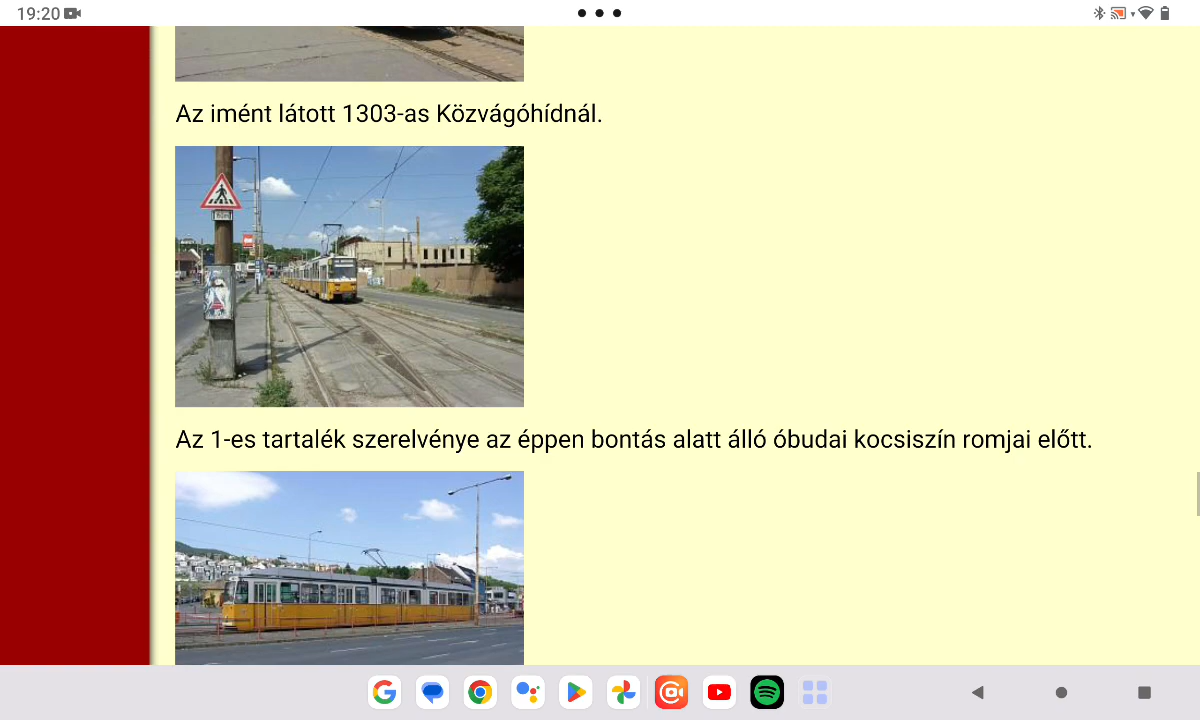 19:20
Az imént látott 1303-as Közvágóhídnál.
Az 1-es tartalék szerelvénye az éppen bontás alatt álló óbudai kocsiszín romjai előtt.